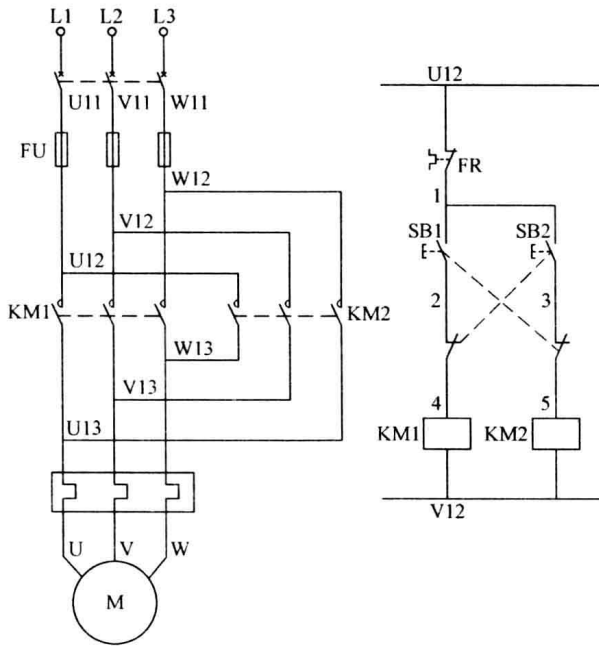 L1 L2 L3
U11 V11 W11
FU
W12
V12
U12
KM1 KM2
W13
V13
U13
U V W
M
U12
FR
1
SB1 SB2
2 3
4 5
KM1 KM2
V12